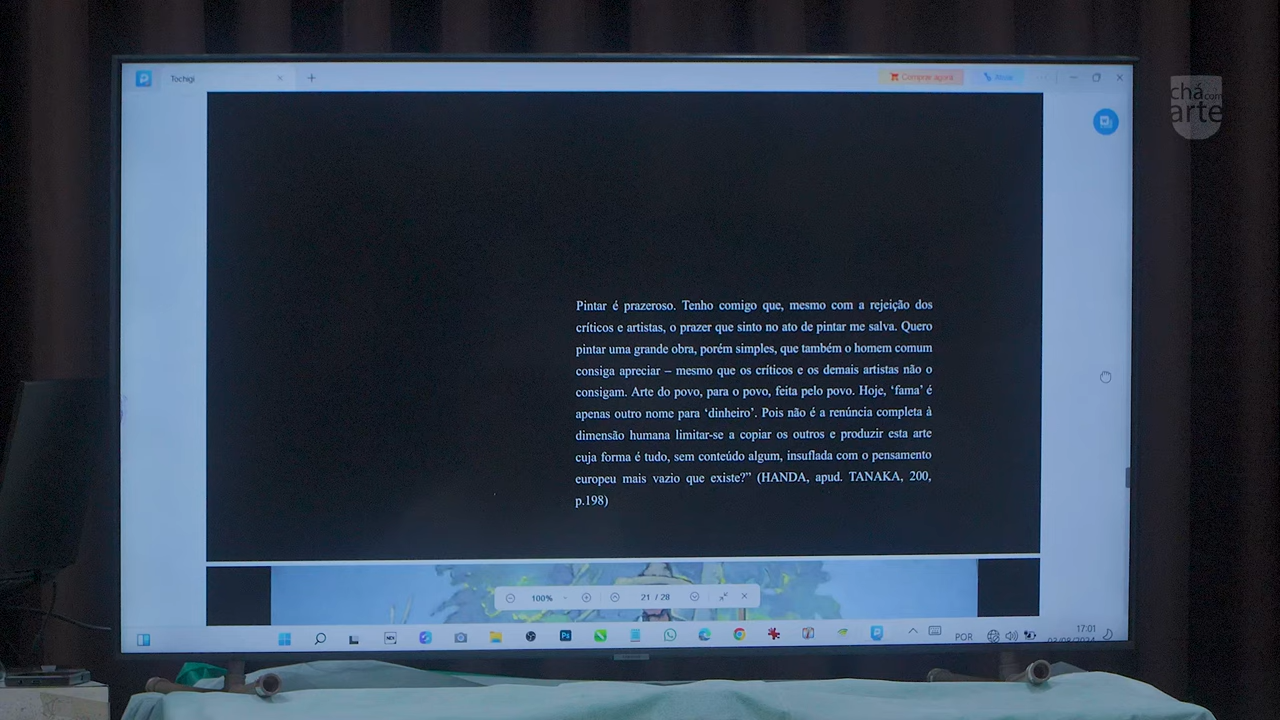 Tochigi
Comprar agora
chá com
arte
Pintar é prazeroso. Tenho comigo que, mesmo com a rejeição dos
críticos e artistas, o prazer que sinto no ato de pintar me salva. Quero
pintar uma grande obra, porém simples, que também o homem comum
consiga apreciar – mesmo que os críticos e os demais artistas não o
consigam. Arte do povo, para o povo, feita pelo povo. Hoje, ‘fama’ é
apenas outro nome para ‘dinheiro’. Pois não é a renúncia completa à
dimensão humana limitar-se a copiar os outros e produzir esta arte
cuja forma é tudo, sem conteúdo algum, insuflada com o pensamento
europeu mais vazio que existe?” (HANDA, apud. TANAKA, 200,
p.198)
100%
21 / 28
POR
17:01
03/08/2024